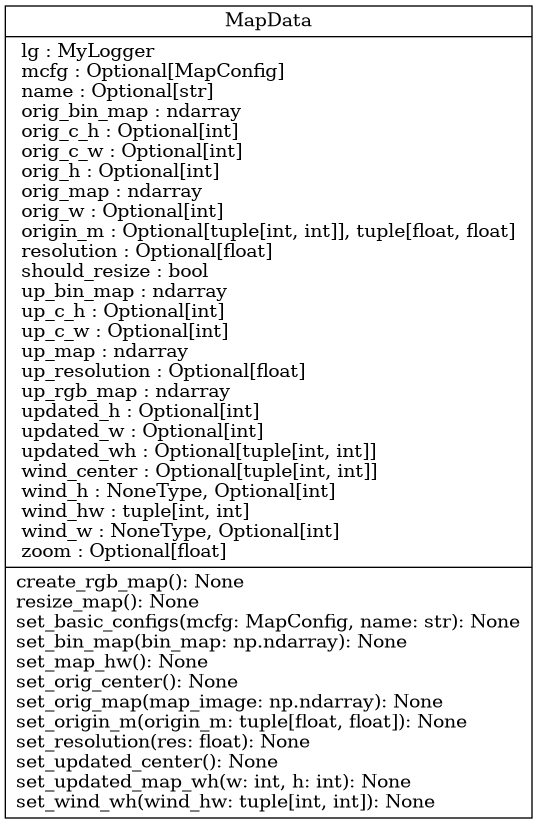 MapData
lg : MyLogger
mcfg : Optional[MapConfig]
name : Optional[str]
orig_bin_map : ndarray
orig_c_h : Optional[int]
orig_c_w : Optional[int]
orig_h : Optional[int]
orig_map : ndarray
orig_w : Optional[int]
origin_m : Optional[tuple[int, int]], tuple[float, float]
resolution : Optional[float]
should_resize : bool
up_bin_map : ndarray
up_c_h : Optional[int]
up_c_w : Optional[int]
up_map : ndarray
up_resolution : Optional[float]
up_rgb_map : ndarray
updated_h : Optional[int]
updated_w : Optional[int]
updated_wh : Optional[tuple[int, int]]
wind_center : Optional[tuple[int, int]]
wind_h : NoneType, Optional[int]
wind_hw : tuple[int, int]
wind_w : NoneType, Optional[int]
zoom : Optional[float]
create_rgb_map(): None
resize_map(): None
set_basic_configs(mcfg: MapConfig, name: str): None
set_bin_map(bin_map: np.ndarray): None
set_map_hw(): None
set_orig_center(): None
set_orig_map(map_image: np.ndarray): None
set_origin_m(origin_m: tuple[float, float]): None
set_resolution(res: float): None
set_updated_center(): None
set_updated_map_wh(w: int, h: int): None
set_wind_wh(wind_hw: tuple[int, int]): None